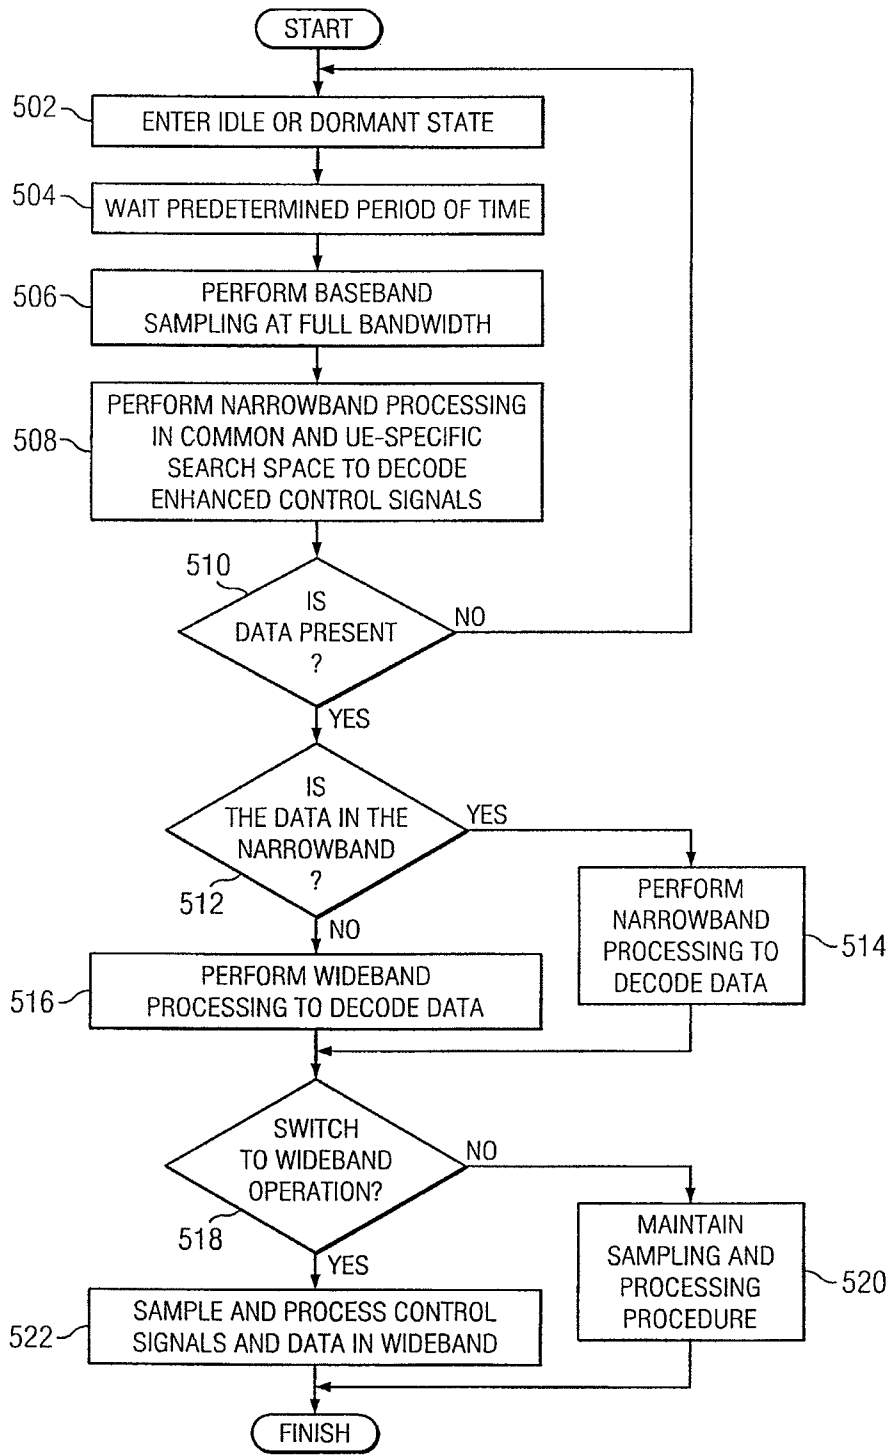 START
502
ENTER IDLE OR DORMANT STATE
504
WAIT PREDETERMINED PERIOD OF TIME
506
PERFORM BASEBAND
SAMPLING AT FULL BANDWIDTH
508
PERFORM NARROWBAND PROCESSING
IN COMMON AND UE-SPECIFIC
SEARCH SPACE TO DECODE
ENHANCED CONTROL SIGNALS
510
IS
DATA PRESENT
?
NO
YES
IS
THE DATA IN THE
NARROWBAND
?
512
YES
NO
PERFORM
NARROWBAND
PROCESSING TO
DECODE DATA
514
516
PERFORM WIDEBAND
PROCESSING TO DECODE DATA
SWITCH
TO WIDEBAND
OPERATION?
518
NO
YES
MAINTAIN
SAMPLING AND
PROCESSING
PROCEDURE
520
522
SAMPLE AND PROCESS CONTROL
SIGNALS AND DATA IN WIDEBAND
FINISH